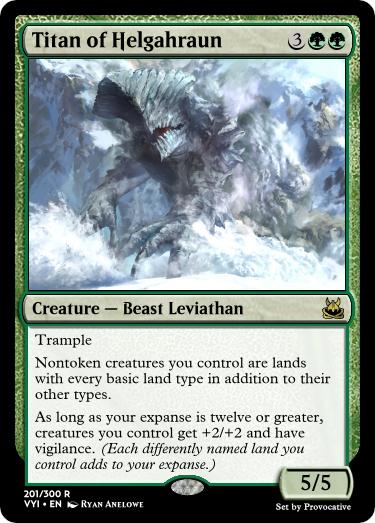 Titan of Helgahraun 3
Creature — Beast Leviathan
Trample
Nontoken creatures you control are lands
with every basic land type in addition to their
other types.
As long as your expanse is twelve or greater,
creatures you control get +2/+2 and have
vigilance. (Each differently named land you
control adds to your expanse.)
5/5
201/300 R
VYI • EN Ryan Anelowe
Set by Provocative